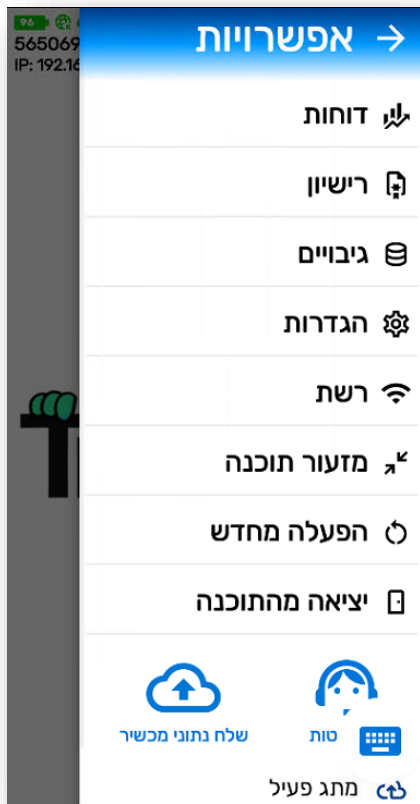 96
565069
IP: 192.16
אפשרויות
דוחות
רישיון
גיבויים
הגדרות
רשת
מזעור תוכנה
הפעלה מחדש
יציאה מהתוכנה
טות
שלח נתוני מכשיר
מתג פעיל